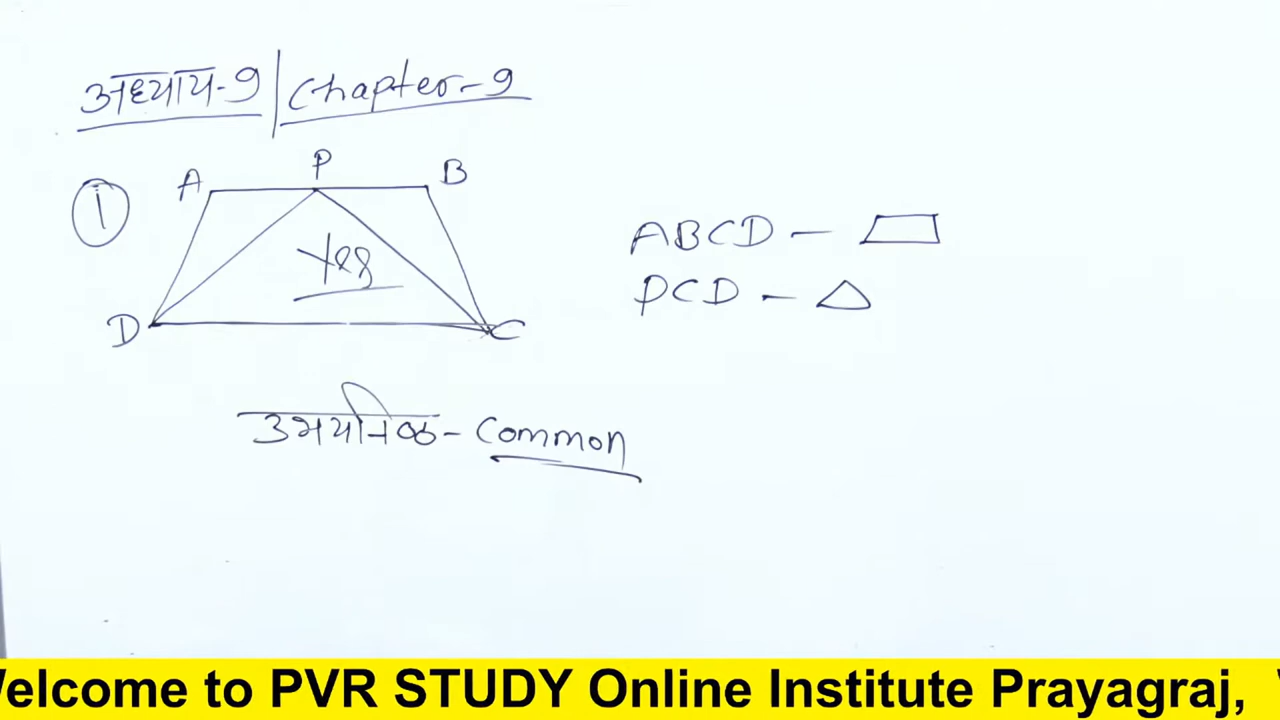 अध्याय-9 | Chapter-9
① A P B
Yes
D C
ABCD -
PCD -
उभयनिष्ठ - Common
Welcome to PVR STUDY Online Institute Prayagraj,